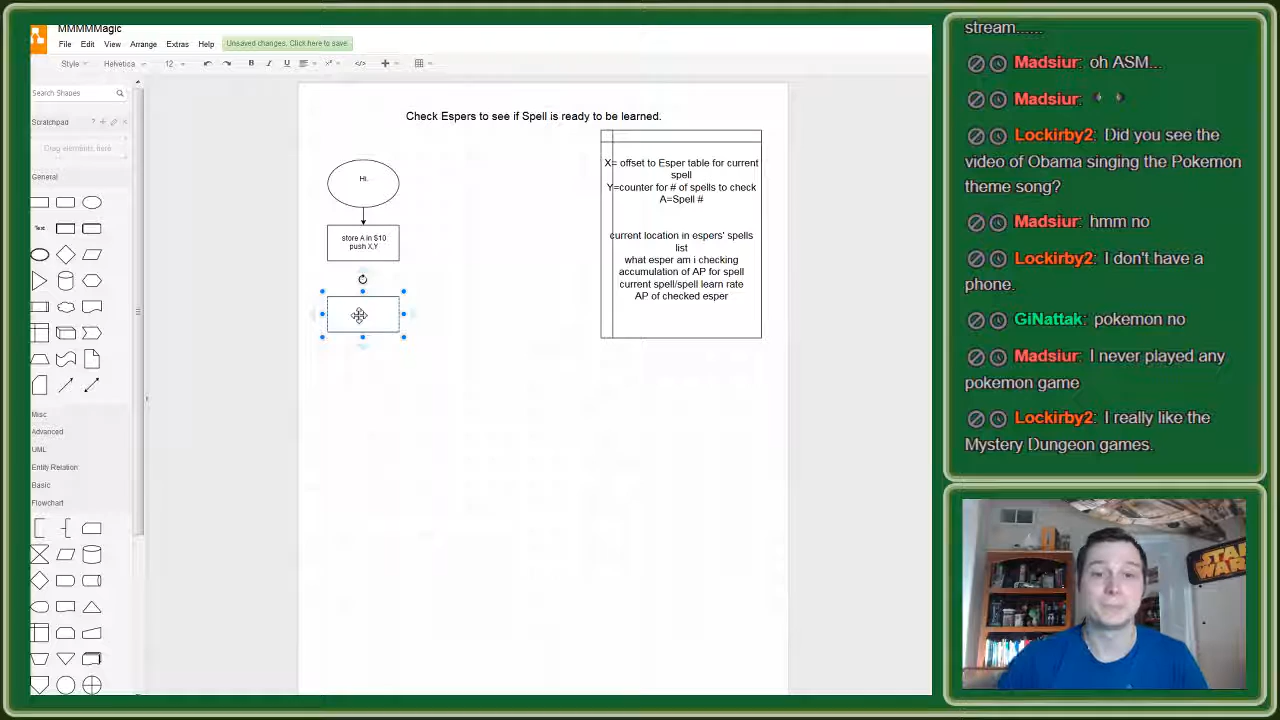 MMMMMagic
File Edit View Arrange Extras Help Unsaved changes. Click here to save.
Style Helvetica 12 B I U
Search Shapes
Scratchpad
Drag elements here
General
Text
Misc
Advanced
UML
Entity Relation
Basic
Flowchart
Check Espers to see if Spell is ready to be learned.
Hi.
store A in $10
push X,Y
X= offset to Esper table for current
spell
Y=counter for # of spells to check
A=Spell #
current location in espers' spells
list
what esper am i checking
accumulation of AP for spell
current spell/spell learn rate
AP of checked esper
stream......
Madsiur: oh ASM...
Madsiur:
Lockirby2: Did you see the
video of Obama singing the Pokemon
theme song?
Madsiur: hmm no
Lockirby2: I don't have a
phone.
GiNattak: pokemon no
Madsiur: I never played any
pokemon game
Lockirby2: I really like the
Mystery Dungeon games.
STAR
WARS